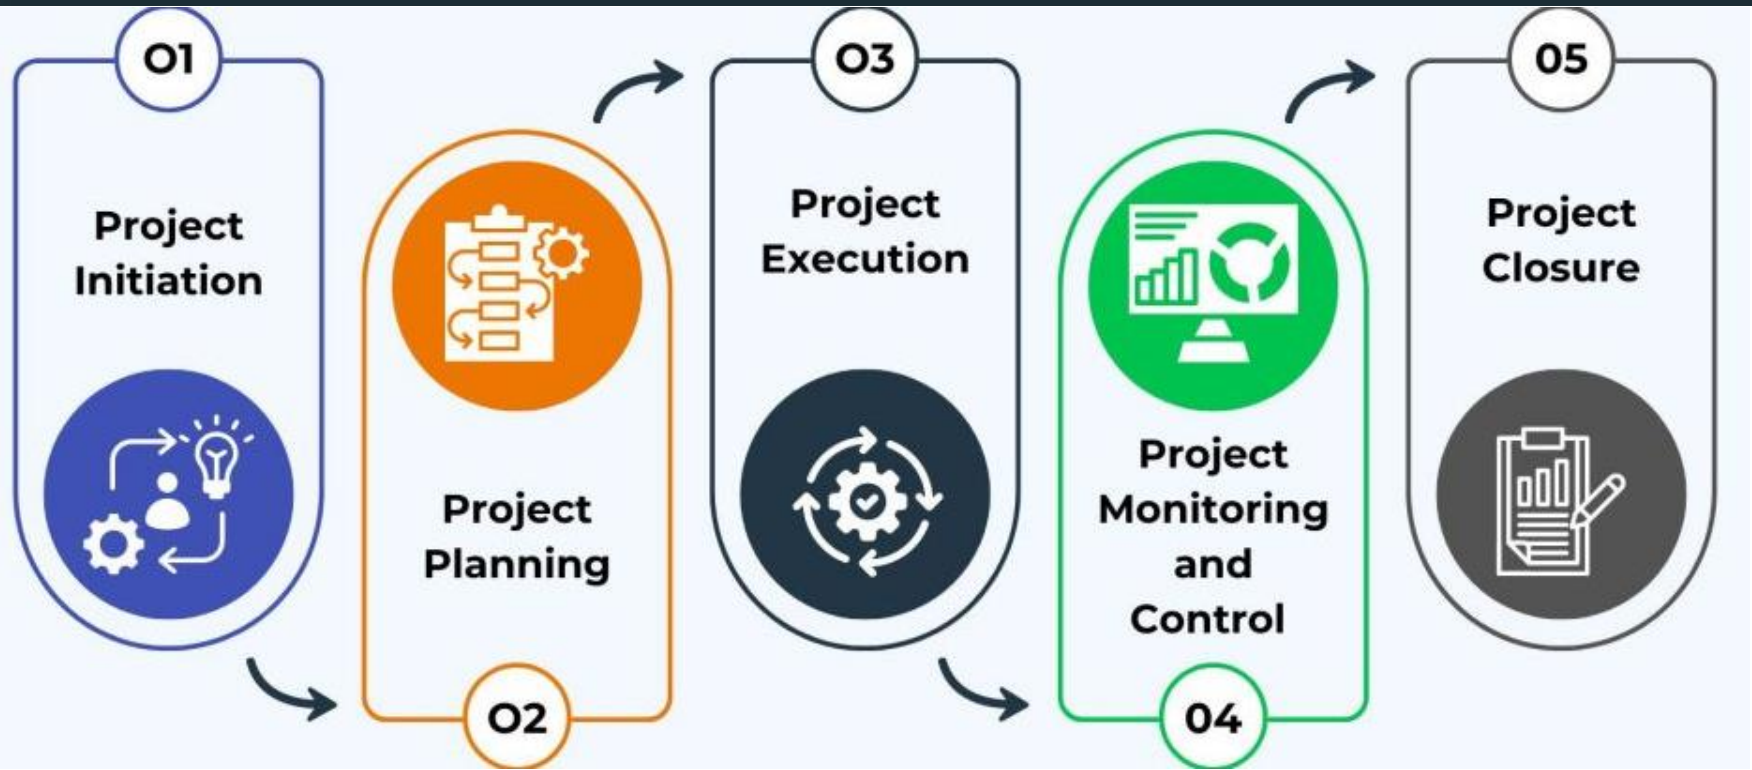 01
Project
Initiation
Project
Planning
02
03
Project
Execution
Project
Monitoring
and
Control
04
05
Project
Closure